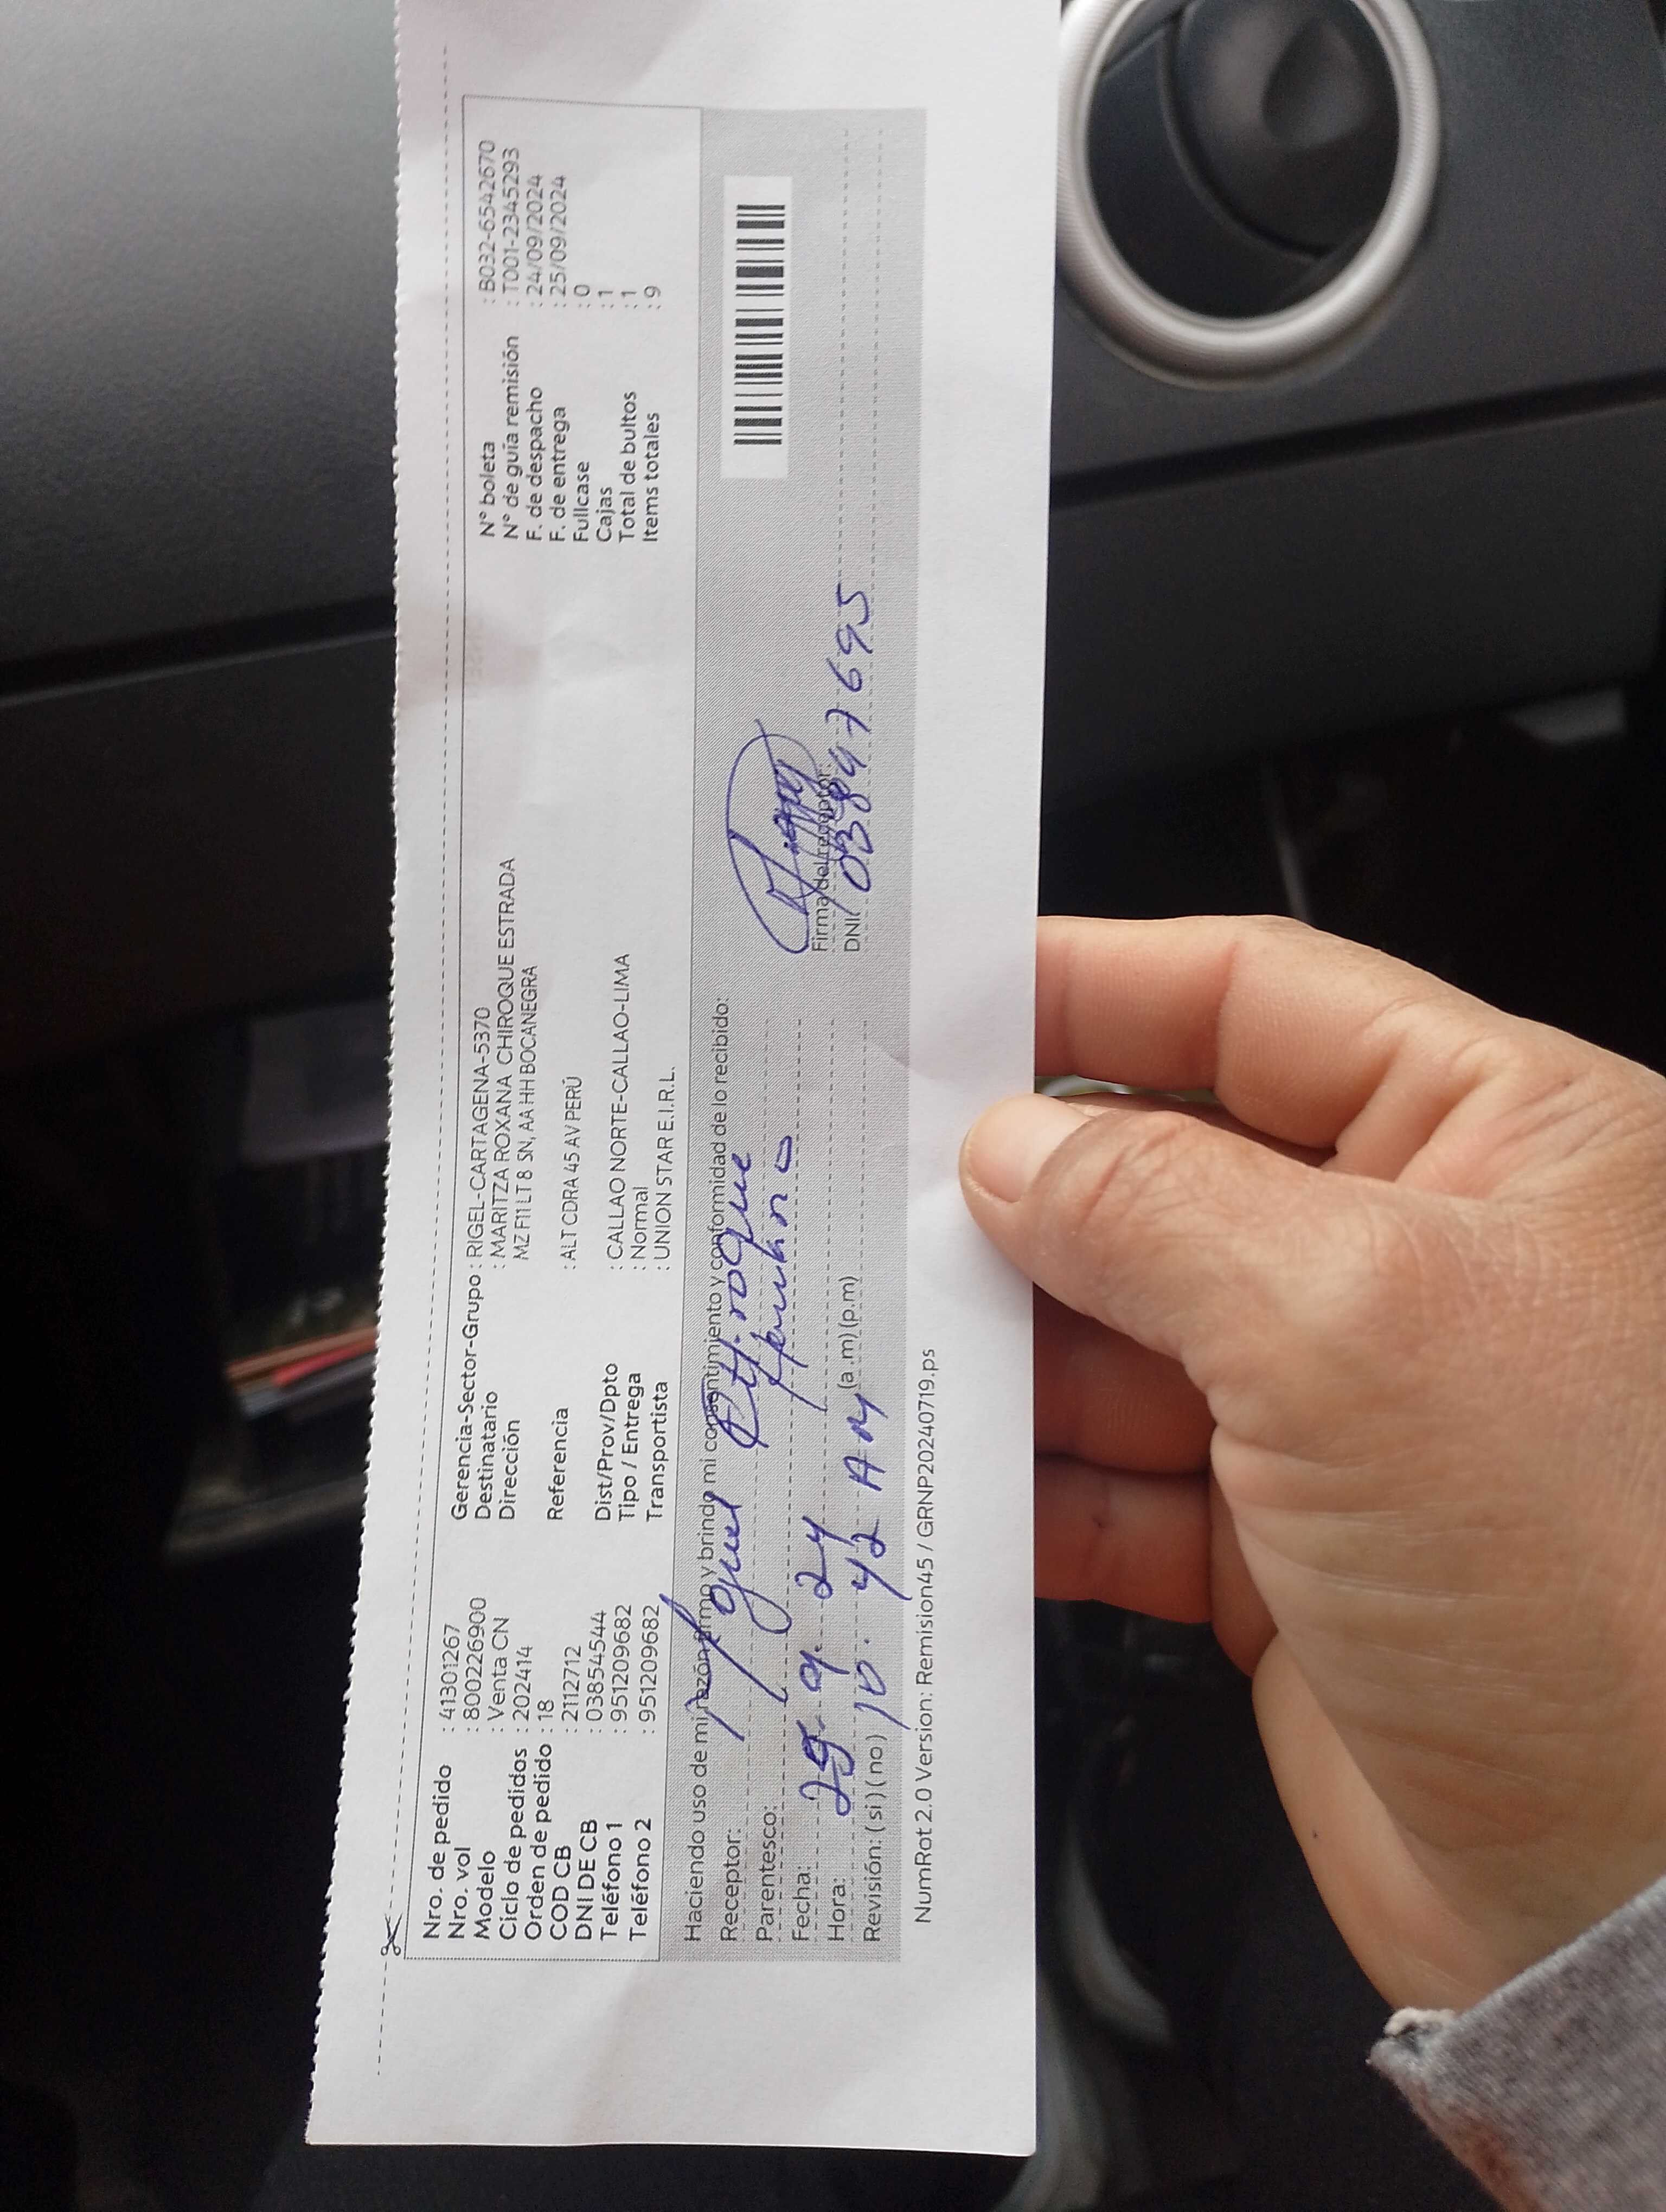 Nro. de pedido : 41301267
Nro. vol : 800226900
Modelo : Venta CN
Ciclo de pedidos : 202414
Orden de pedido : 18
COD CB : 2112712
DNI DE CB : 03854544
Teléfono 1 : 951209682
Teléfono 2 : 951209682
Gerencia-Sector-Grupo : RIGEL-CARTAGENA-5370
Destinatario : MARITZA ROXANA CHIROQUE ESTRADA
Dirección MZ F11 LT 8 SN, AA HH BOCANEGRA
Referencia : ALT CDRA 45 AV PERÚ
Dist/Prov/Dpto : CALLAO NORTE-CALLAO-LIMA
Tipo / Entrega : Normal
Transportista : UNION STAR E.I.R.L.
N° boleta : B032-6542670
N° de guía remisión : T001-2345293
F. de despacho : 24/09/2024
F. de entrega : 25/09/2024
Fullcase : 0
Cajas : 1
Total de bultos : 1
Items totales : 9
Haciendo uso de mi razón firmo y brindo mi consentimiento y conformidad de lo recibido:
Receptor: Chiroque
Parentesco:
Fecha: 25. 9. 24
Hora: 10. 42 AM (a.m) (p.m)
Revisión: ( si ) ( no )
Firma del receptor:
DNI: 03897695
NumRot 2.0 Version: Remision45 / GRNP20240719.ps